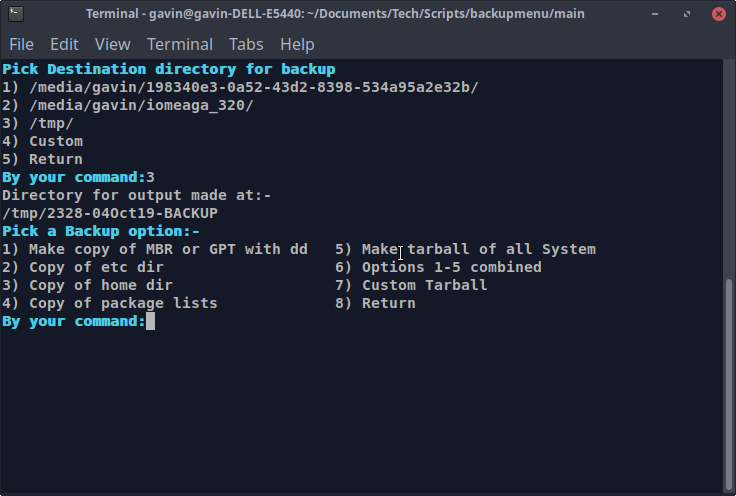 Terminal - gavin@gavin-DELL-E5440: ~/Documents/Tech/Scripts/backupmenu/main
File Edit View Terminal Tabs Help
Pick Destination directory for backup
1) /media/gavin/198340e3-0a52-43d2-8398-534a95a2e32b/
2) /media/gavin/iomeaga_320/
3) /tmp/
4) Custom
5) Return
By your command:3
Directory for output made at:-
/tmp/2328-04Oct19-BACKUP
Pick a Backup option:-
1) Make copy of MBR or GPT with dd   5) Make tarball of all System
2) Copy of etc dir                   6) Options 1-5 combined
3) Copy of home dir                  7) Custom Tarball
4) Copy of package lists             8) Return
By your command: